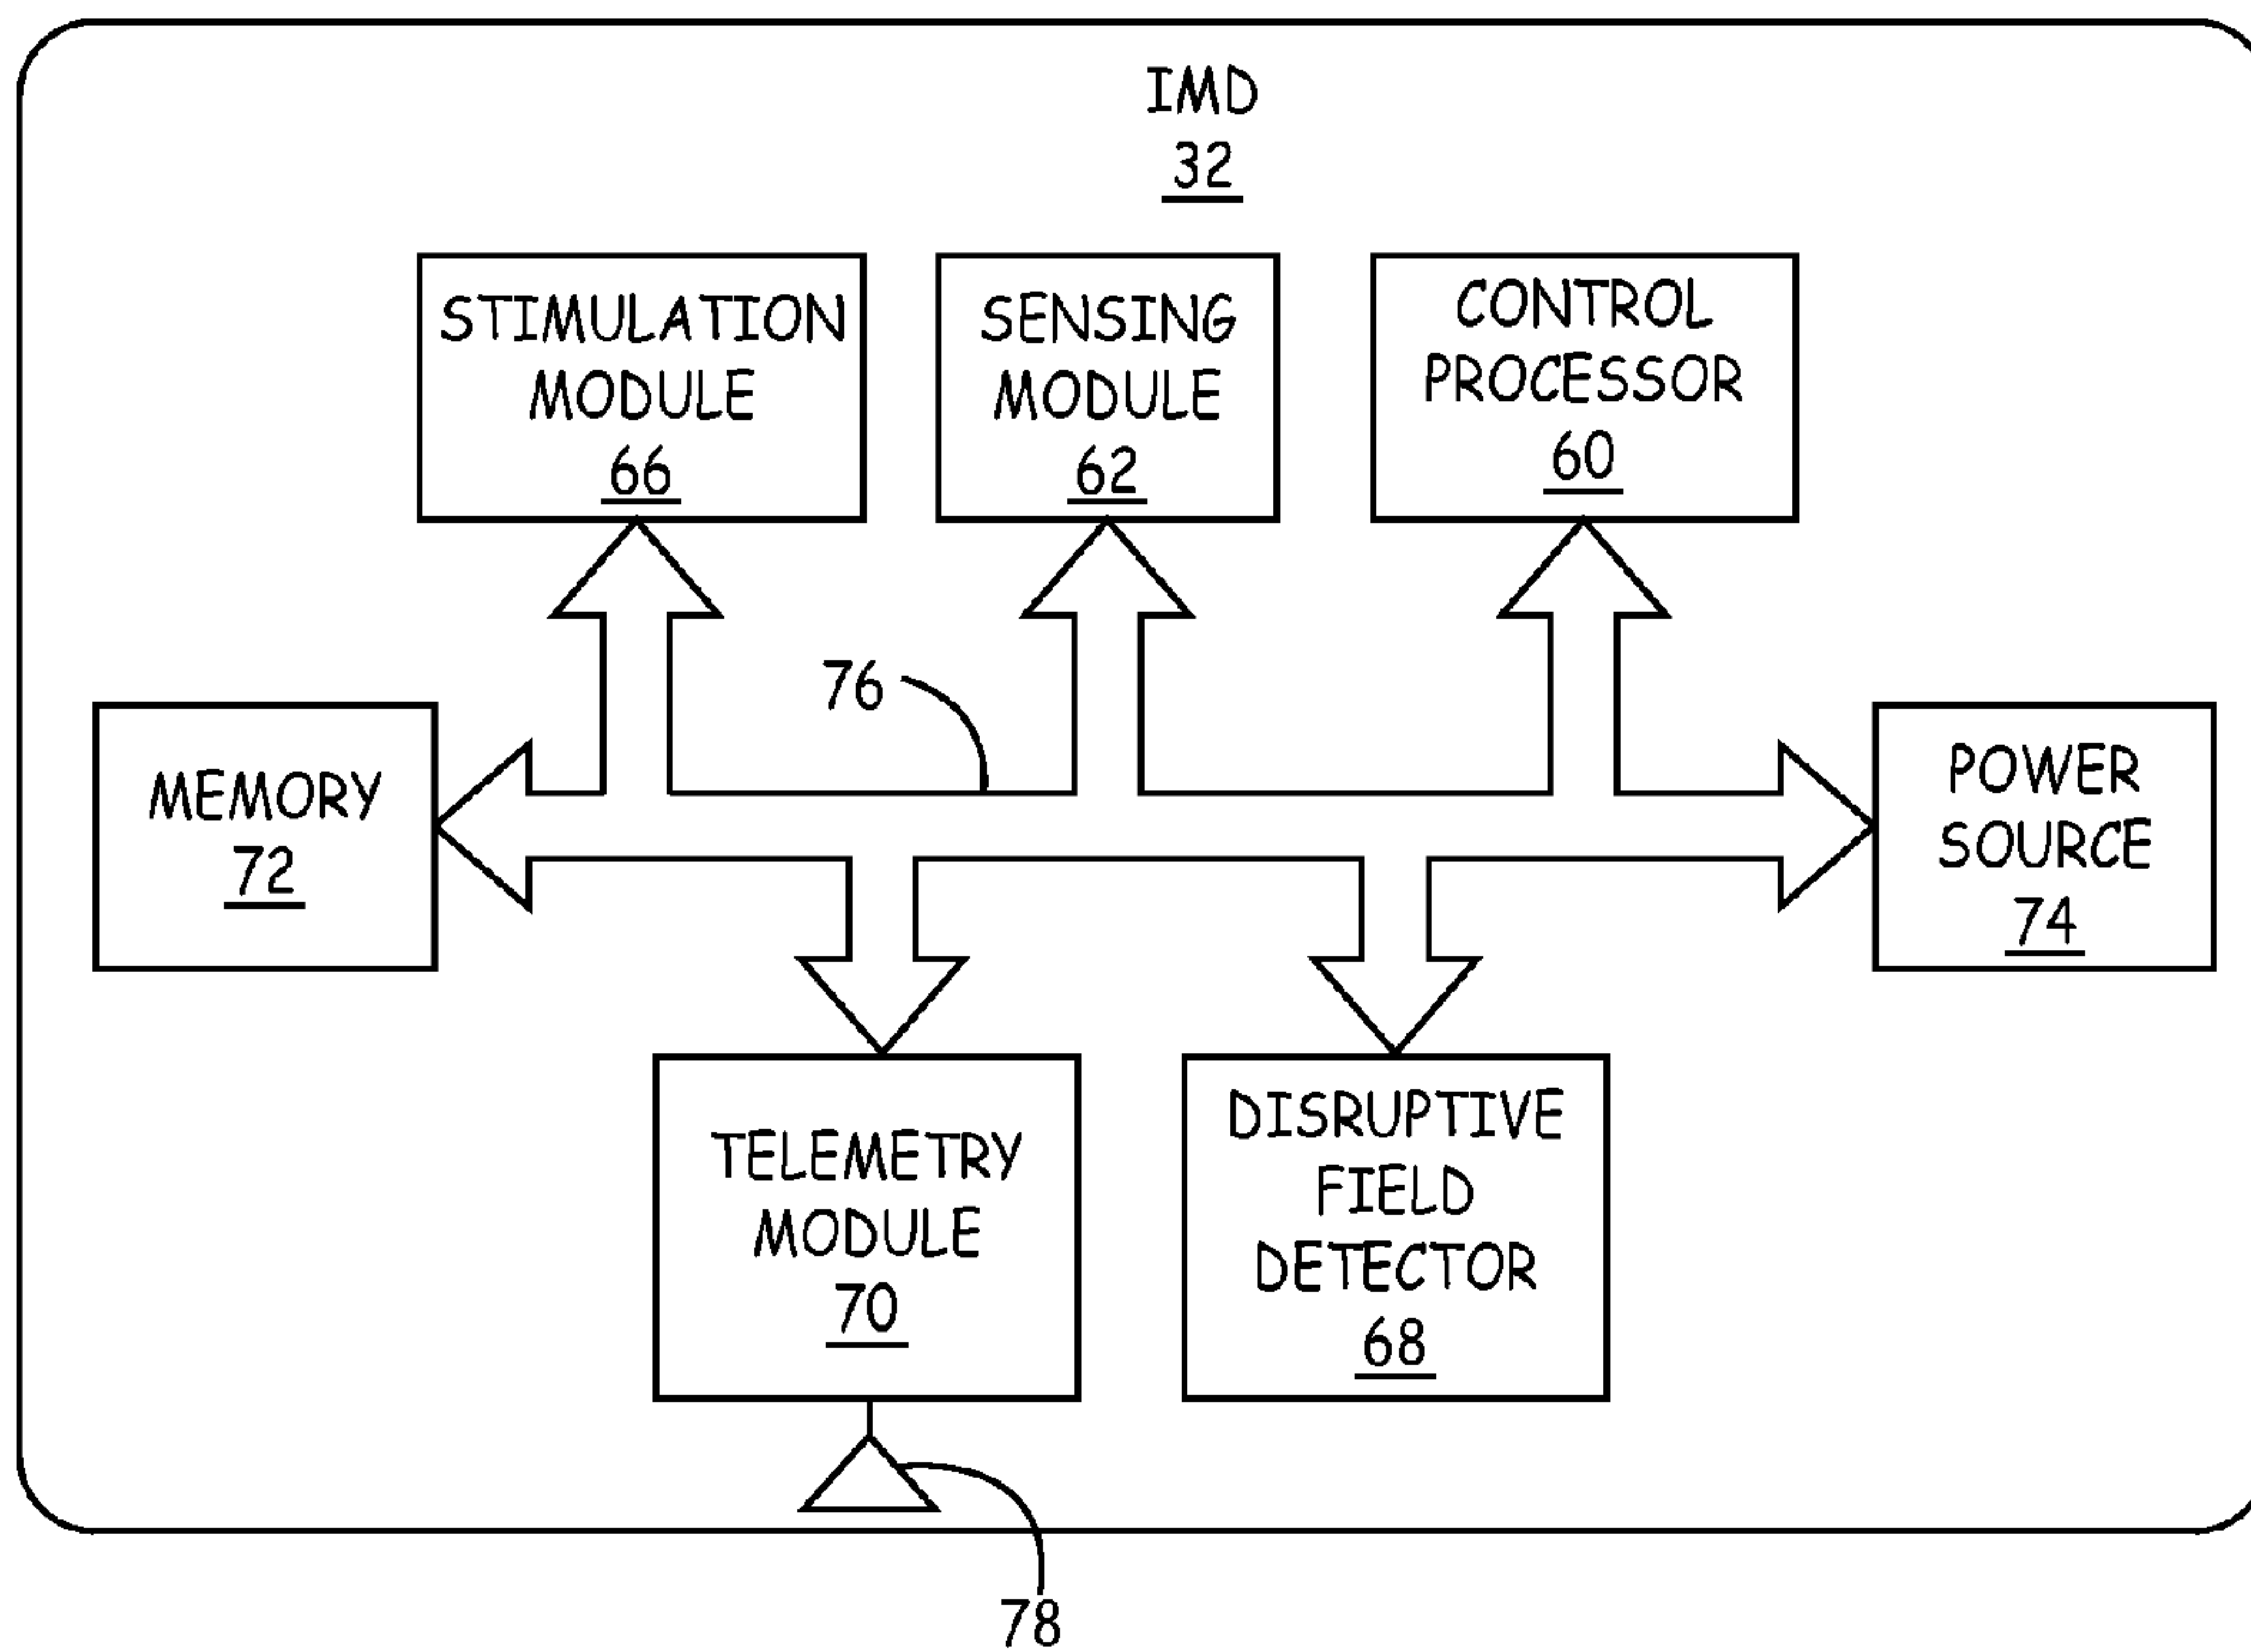 IMD
32
STIMULATION
MODULE
66
SENSING
MODULE
62
CONTROL
PROCESSOR
60
76
MEMORY
72
POWER
SOURCE
74
TELEMETRY
MODULE
70
DISRUPTIVE
FIELD
DETECTOR
68
78